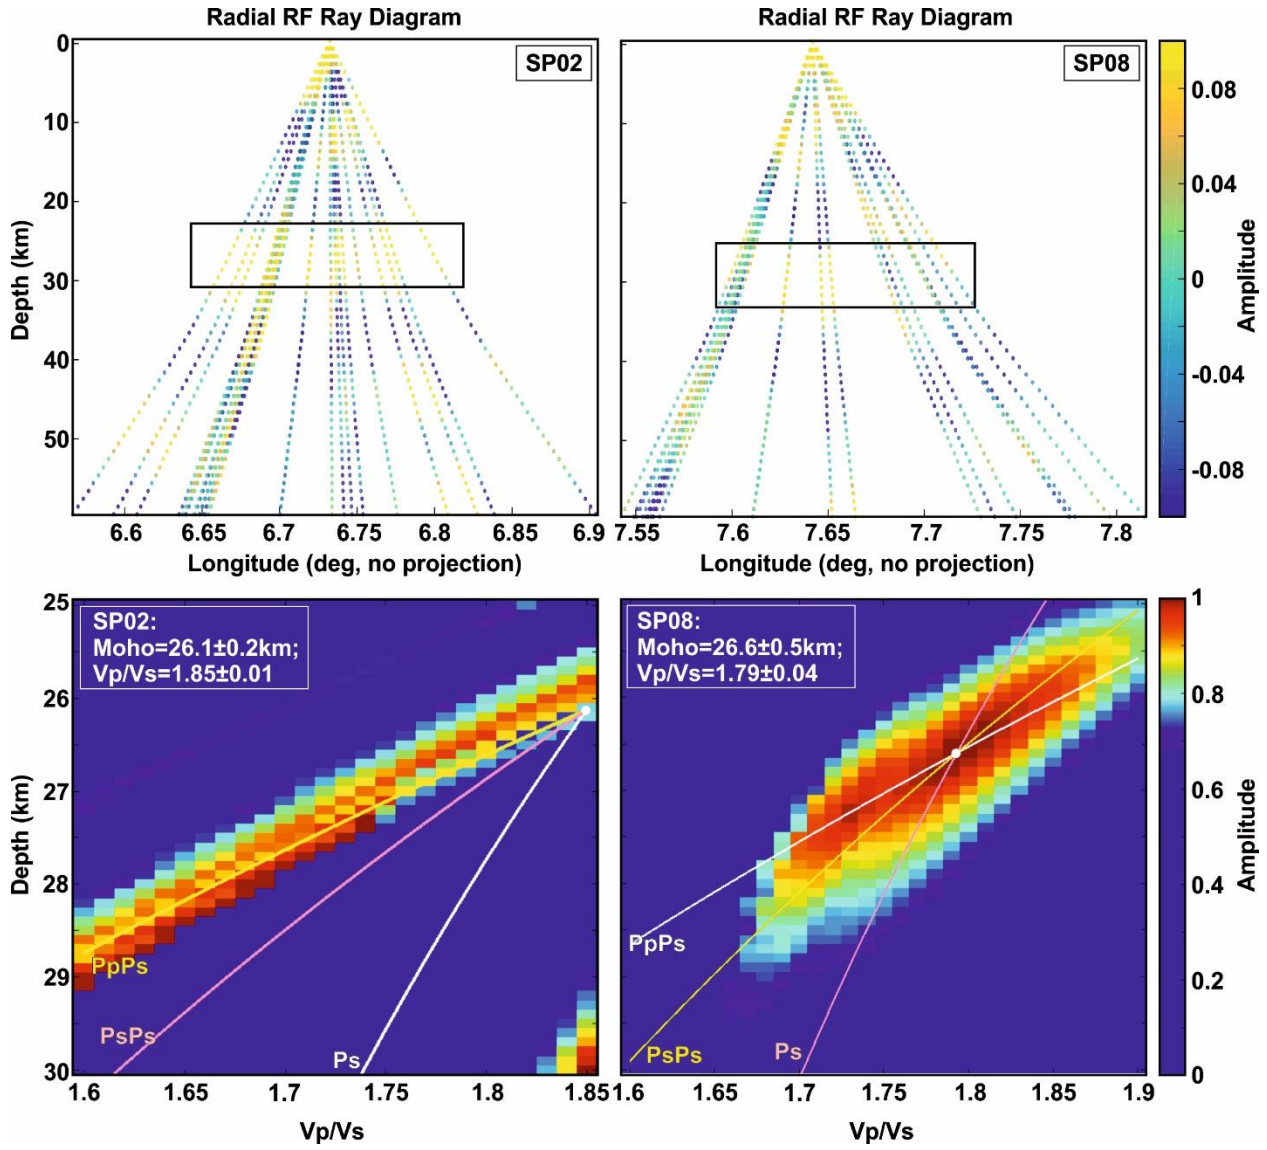 Radial RF Ray Diagram
SP02
0
10
20
30
40
50
Depth (km)
6.6
6.65
6.7
6.75
6.8
6.85
6.9
Longitude (deg, no projection)
Radial RF Ray Diagram
SP08
7.55
7.6
7.65
7.7
7.75
7.8
Longitude (deg, no projection)
0.08
0.04
0
-0.04
-0.08
Amplitude
SP02:
Moho=26.1±0.2km;
Vp/Vs=1.85±0.01
25
26
27
28
29
30
Depth (km)
PpPs
PsPs
Ps
1.6
1.65
1.7
1.75
1.8
1.85
Vp/Vs
SP08:
Moho=26.6±0.5km;
Vp/Vs=1.79±0.04
PpPs
PsPs
Ps
1.6
1.65
1.7
1.75
1.8
1.85
1.9
Vp/Vs
1
0.8
0.6
0.4
0.2
0
Amplitude